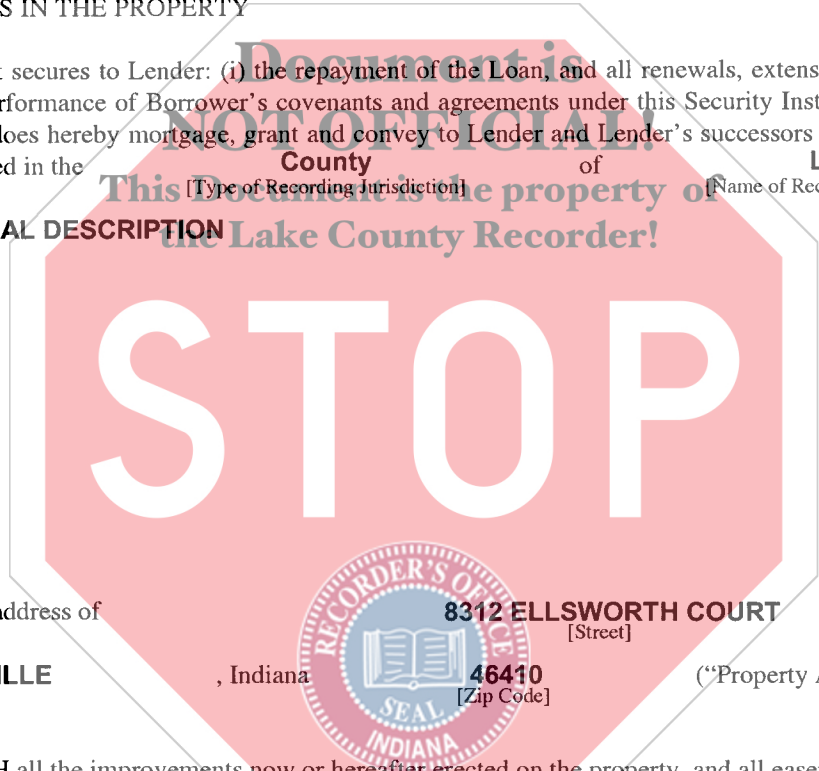 S IN THE PROPERTY
Document is
secures to Lender: (i) the repayment of the Loan, and all renewals, extens
rformance of Borrower's covenants and agreements under this Security Inst
NOT OFFICIAL!
does hereby mortgage, grant and convey to Lender and Lender's successors
ed in the County of L
[Type of Recording Jurisdiction] [Name of Rec
This Document is the property of
AL DESCRIPTION
the Lake County Recorder!
STOP
RECORDER'S OFFICE
address of 8312 ELLSWORTH COURT
[Street]
ILLE , Indiana 46410 ("Property A
[Zip Code]
SEAL
INDIANA
H all the improvements now or hereafter erected on the property, and all easem